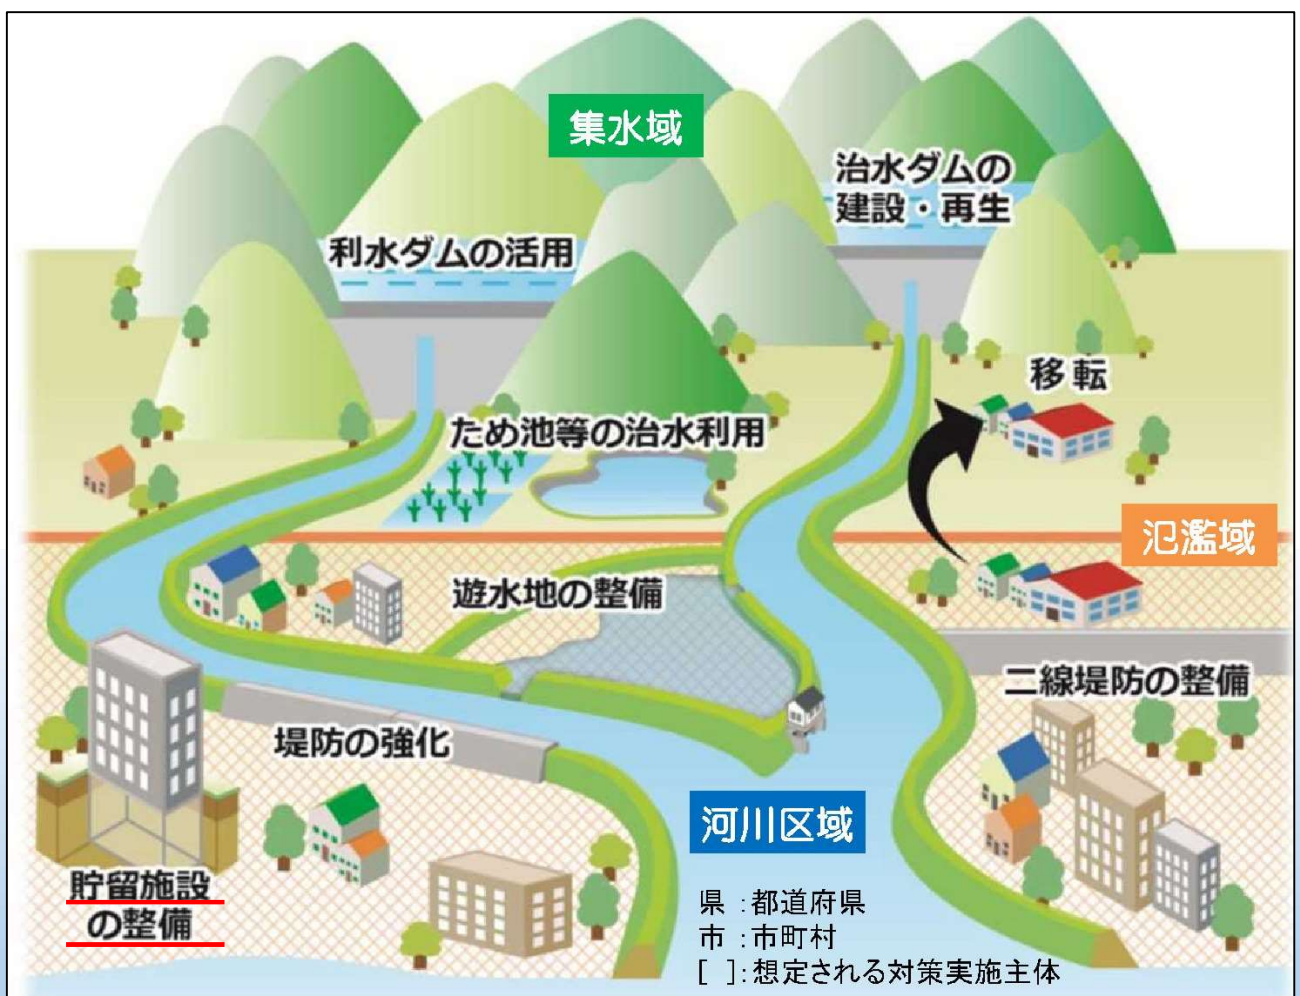 集水域
治水ダムの
建設・再生
利水ダムの活用
移転
ため池等の治水利用
氾濫域
遊水地の整備
二線堤防の整備
堤防の強化
河川区域
貯留施設
の整備
県 :都道府県
市 :市町村
[ ]:想定される対策実施主体